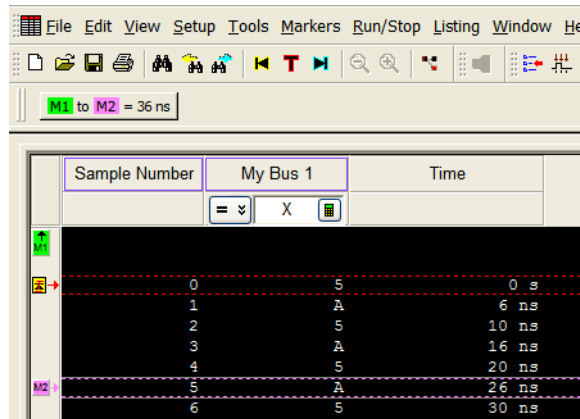 File Edit View Setup Tools Markers Run/Stop Listing Window He
T
M1 to M2 = 36 ns
Sample Number My Bus 1 Time
= X
M1
0 5 0 s
1 A 6 ns
2 5 10 ns
3 A 16 ns
4 5 20 ns
M2 5 A 26 ns
6 5 30 ns